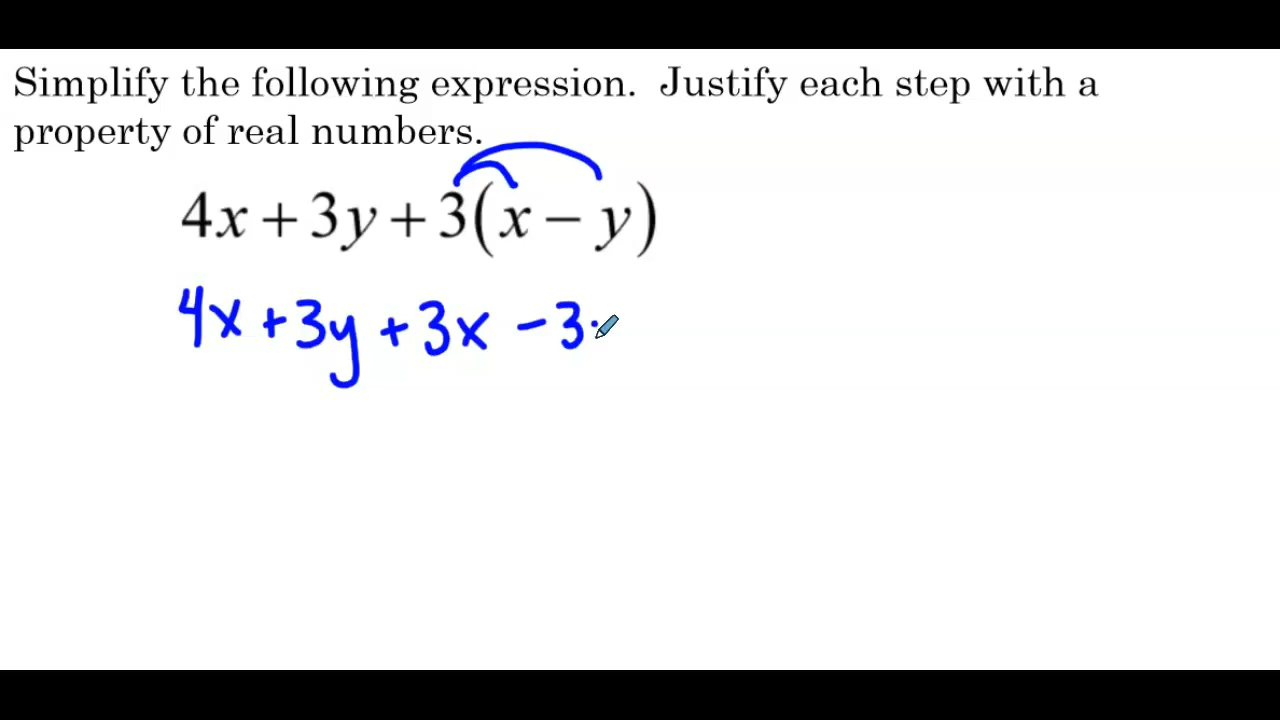 Simplify the following expression. Justify each step with a
property of real numbers.
4x + 3y + 3(x − y)
4x + 3y + 3x − 3